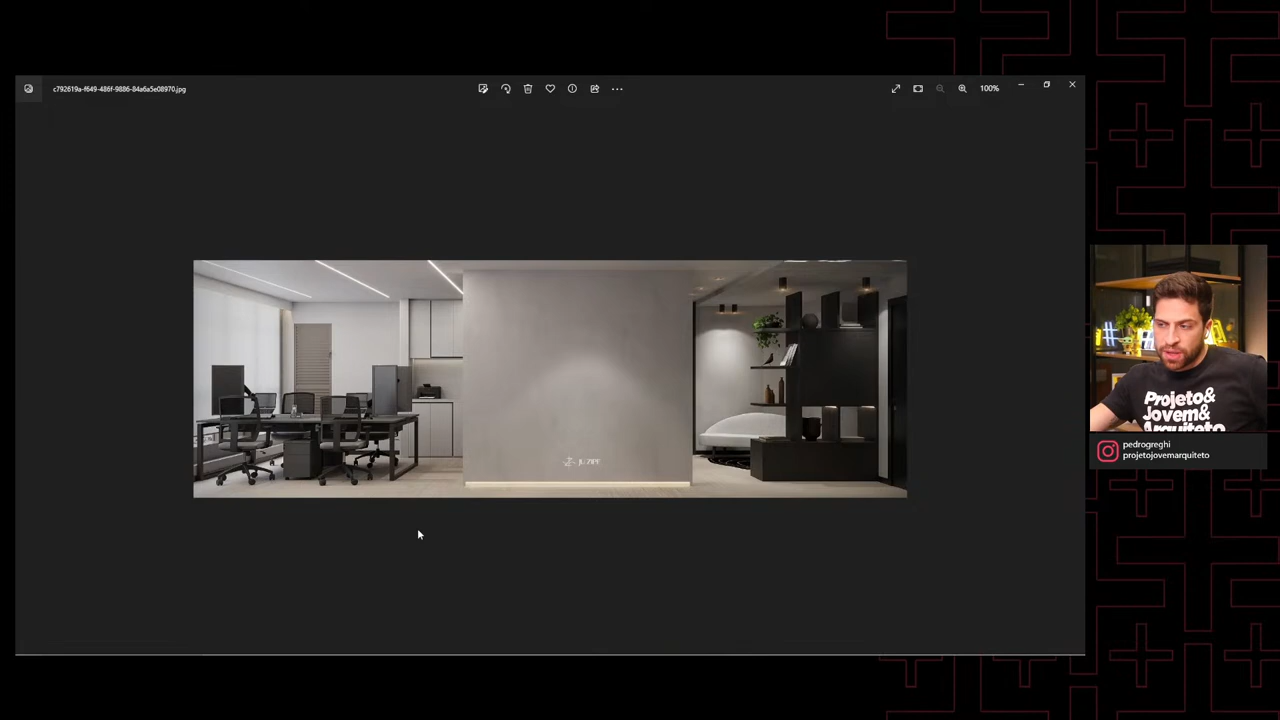 c792619a-f649-486f-9886-84a6a5e08970.jpg
100%
Projeto&
Jovem&
Arquiteto
pedrogreghi
projetojovemarquiteto